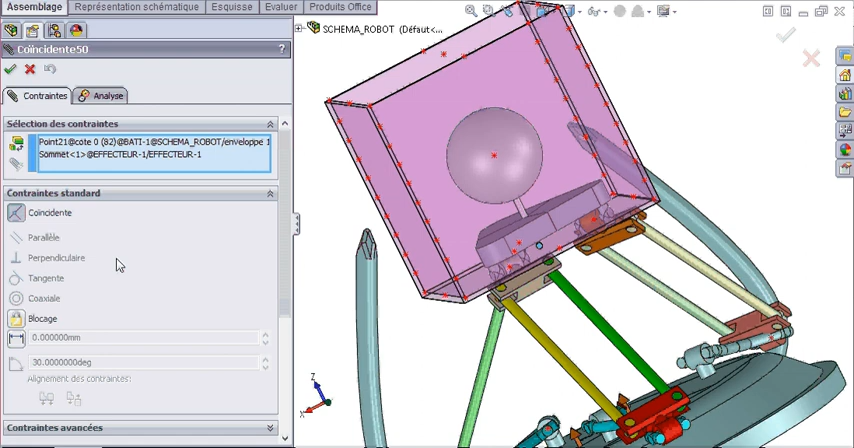 Assemblage
Représentation schématique
Esquisse
Evaluer
Produits Office
SCHEMA_ROBOT (Défaut<...
Coïncidente50
?
Contraintes
Analyse
Sélection des contraintes
Point21@cote 0 (82)@BATI-1@SCHEMA_ROBOT/enveloppe 1
Sommet<1>@EFFECTEUR-1/EFFECTEUR-1
Contraintes standard
Coïncidente
Parallèle
Perpendiculaire
Tangente
Coaxiale
Blocage
0.000000mm
30.0000000deg
Alignement des contraintes:
Contraintes avancées
Z
X